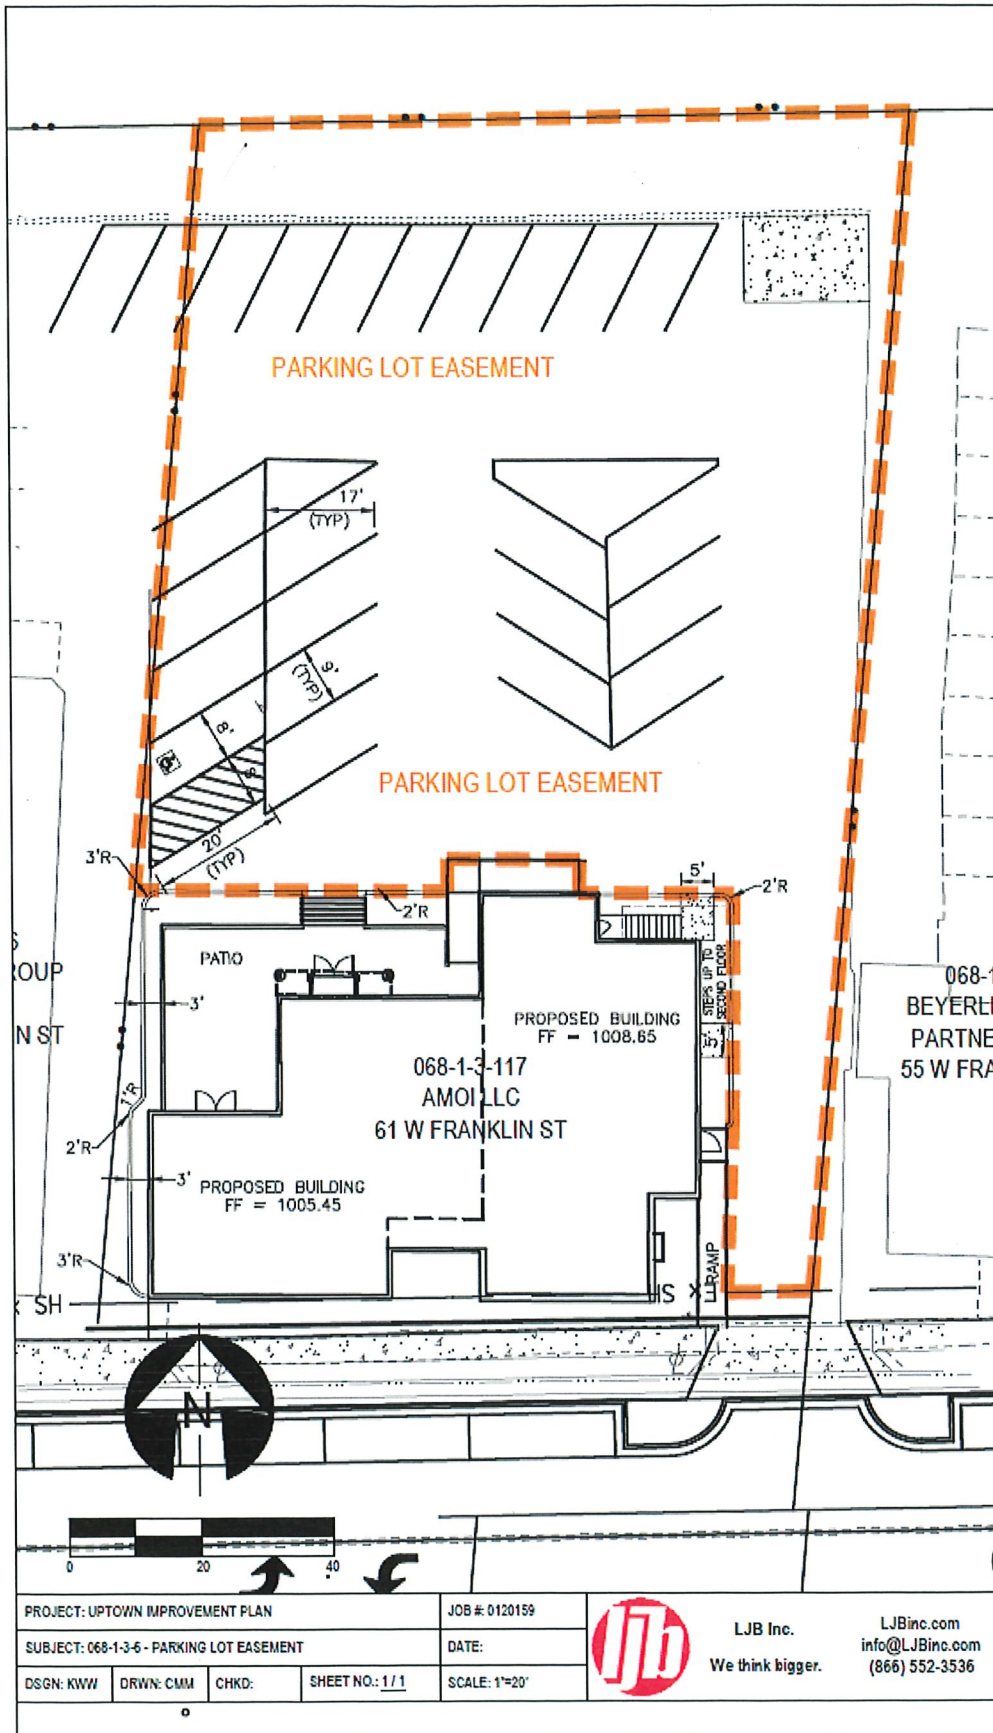 PARKING LOT EASEMENT
17'
(TYP)
9'
(TYP)
8'
8'
20'
(TYP)
PARKING LOT EASEMENT
3'R
2'R
5'
2'R
PATIO
STEPS UP TO
SECOND FLOOR
ROUP
N ST
3'
PROPOSED BUILDING
FF = 1008.65
5'
068-1-3-117
AMOI LLC
61 W FRANKLIN ST
068-1
BEYERL
PARTNE
55 W FRA
1'R
2'R
3'
PROPOSED BUILDING
FF = 1005.45
3'R
RAMP
X SH
IS X
N
0 20 40
PROJECT: UPTOWN IMPROVEMENT PLAN
JOB #: 0120159
SUBJECT: 068-1-3-6 - PARKING LOT EASEMENT
DATE:
DSGN: KWW
DRWN: CMM
CHKD:
SHEET NO.: 1 / 1
SCALE: 1"=20'
ljb
LJB Inc.
We think bigger.
LJBinc.com
info@LJBinc.com
(866) 552-3536